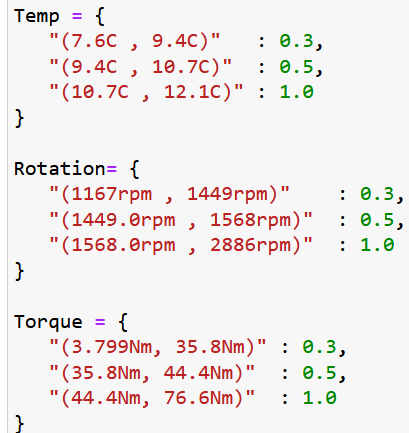 Temp = {
"(7.6C , 9.4C)" : 0.3,
"(9.4C , 10.7C)" : 0.5,
"(10.7C , 12.1C)" : 1.0
}
Rotation= {
"(1167rpm , 1449rpm)" : 0.3,
"(1449.0rpm , 1568rpm)" : 0.5,
"(1568.0rpm , 2886rpm)" : 1.0
}
Torque = {
"(3.799Nm, 35.8Nm)" : 0.3,
"(35.8Nm, 44.4Nm)" : 0.5,
"(44.4Nm, 76.6Nm)" : 1.0
}